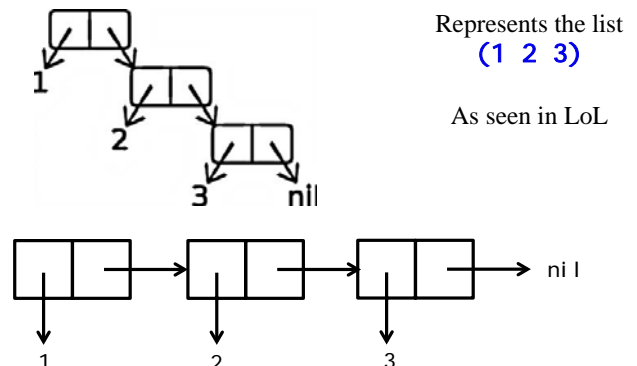 Represents the list
(1 2 3)
As seen in LoL
1
2
3 nil
nil
1 2 3